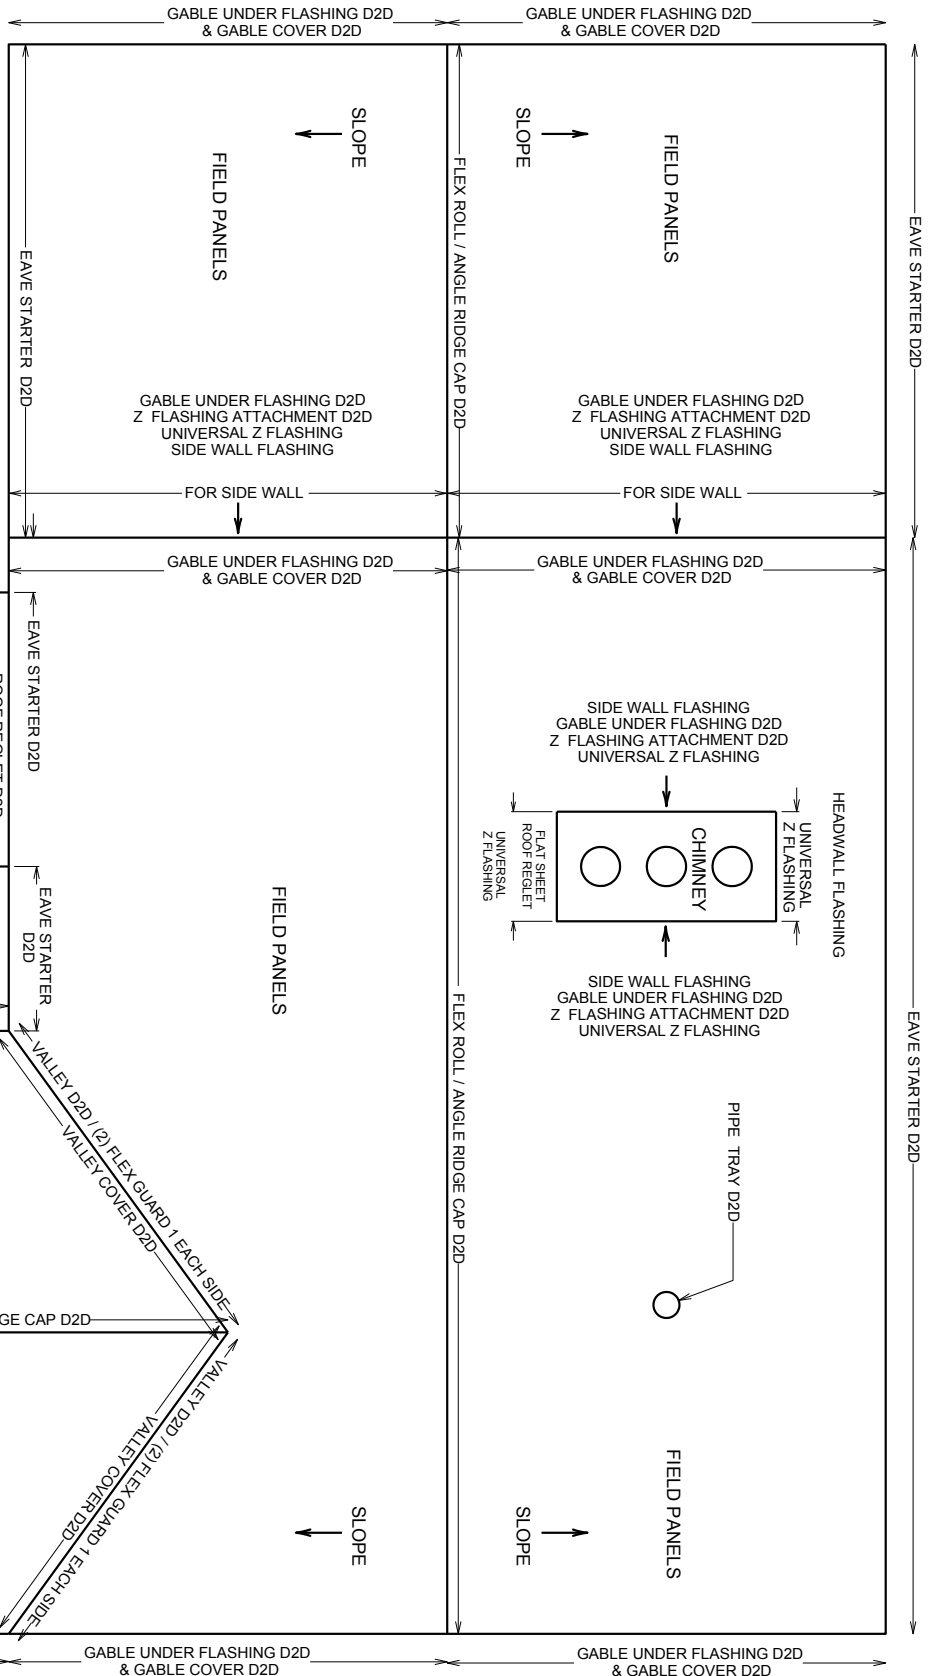 GABLE UNDER FLASHING D2D
& GABLE COVER D2D
GABLE UNDER FLASHING D2D
& GABLE COVER D2D
SLOPE
SLOPE
FIELD PANELS
FIELD PANELS
FLEX ROLL / ANGLE RIDGE CAP D2D
EAVE STARTER D2D
EAVE STARTER D2D
GABLE UNDER FLASHING D2D
Z FLASHING ATTACHMENT D2D
UNIVERSAL Z FLASHING
SIDE WALL FLASHING
GABLE UNDER FLASHING D2D
Z FLASHING ATTACHMENT D2D
UNIVERSAL Z FLASHING
SIDE WALL FLASHING
FOR SIDE WALL
FOR SIDE WALL
GABLE UNDER FLASHING D2D
& GABLE COVER D2D
GABLE UNDER FLASHING D2D
& GABLE COVER D2D
EAVE STARTER D2D
SIDE WALL FLASHING
GABLE UNDER FLASHING D2D
Z FLASHING ATTACHMENT D2D
UNIVERSAL Z FLASHING
HEADWALL FLASHING
UNIVERSAL
Z FLASHING
CHIMNEY
FLAT SHEET
ROOF REGLET
UNIVERSAL
Z FLASHING
EAVE STARTER
D2D
FIELD PANELS
SIDE WALL FLASHING
GABLE UNDER FLASHING D2D
Z FLASHING ATTACHMENT D2D
UNIVERSAL Z FLASHING
FLEX ROLL / ANGLE RIDGE CAP D2D
EAVE STARTER D2D
VALLEY D2D / (2) FLEX GUARD 1 EACH SIDE
VALLEY COVER D2D
PIPE TRAY D2D
CAP D2D
VALLEY D2D / (2) FLEX GUARD 1 EACH SIDE
VALLEY COVER D2D
SLOPE
SLOPE
FIELD PANELS
GABLE UNDER FLASHING D2D
& GABLE COVER D2D
GABLE UNDER FLASHING D2D
& GABLE COVER D2D